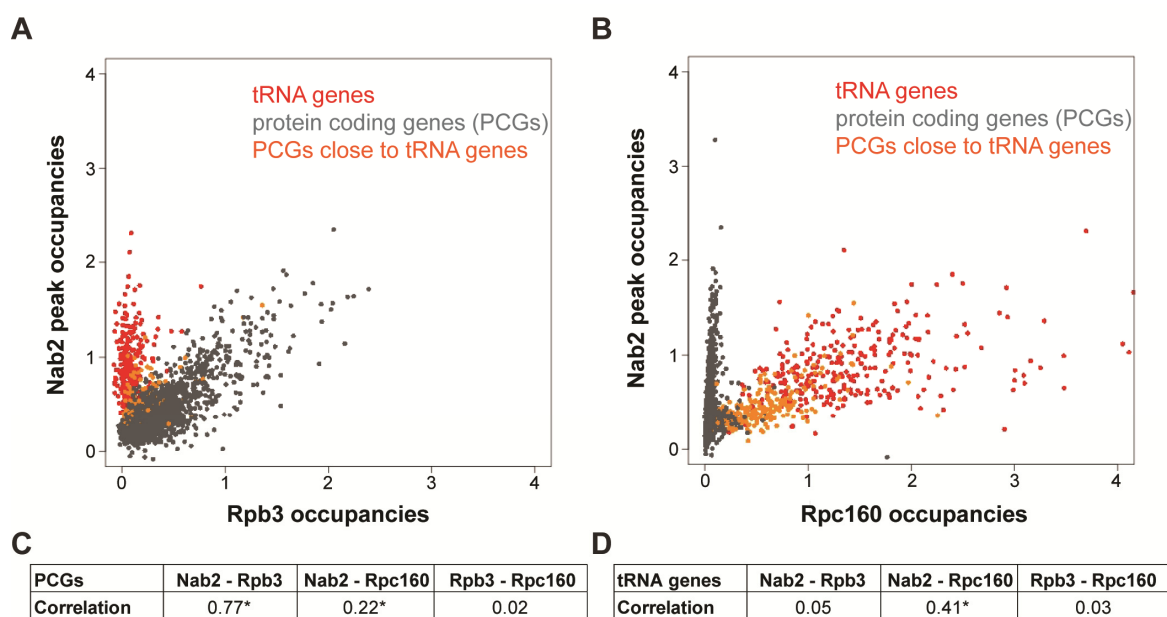 A
B
tRNA genes
protein coding genes (PCGs)
PCGs close to tRNA genes
Nab2 peak occupancies
4
3
2
1
0
0 1 2 3 4
Rpb3 occupancies
tRNA genes
protein coding genes (PCGs)
PCGs close to tRNA genes
Nab2 peak occupancies
4
3
2
1
0
0 1 2 3 4
Rpc160 occupancies
C
PCGs Nab2 - Rpb3 Nab2 - Rpc160 Rpb3 - Rpc160
Correlation 0.77* 0.22* 0.02
D
tRNA genes Nab2 - Rpb3 Nab2 - Rpc160 Rpb3 - Rpc160
Correlation 0.05 0.41* 0.03